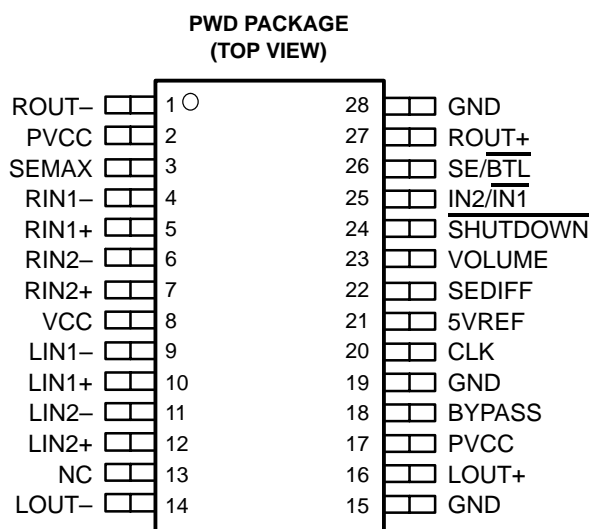 PWD PACKAGE
(TOP VIEW)
ROUT– 1 28 GND
PVCC 2 27 ROUT+
SEMAX 3 26 SE/B̅T̅L̅
RIN1– 4 25 IN2/I̅N̅1̅
RIN1+ 5 24 S̅H̅U̅T̅D̅O̅W̅N̅
RIN2– 6 23 VOLUME
RIN2+ 7 22 SEDIFF
VCC 8 21 5VREF
LIN1– 9 20 CLK
LIN1+ 10 19 GND
LIN2– 11 18 BYPASS
LIN2+ 12 17 PVCC
NC 13 16 LOUT+
LOUT– 14 15 GND